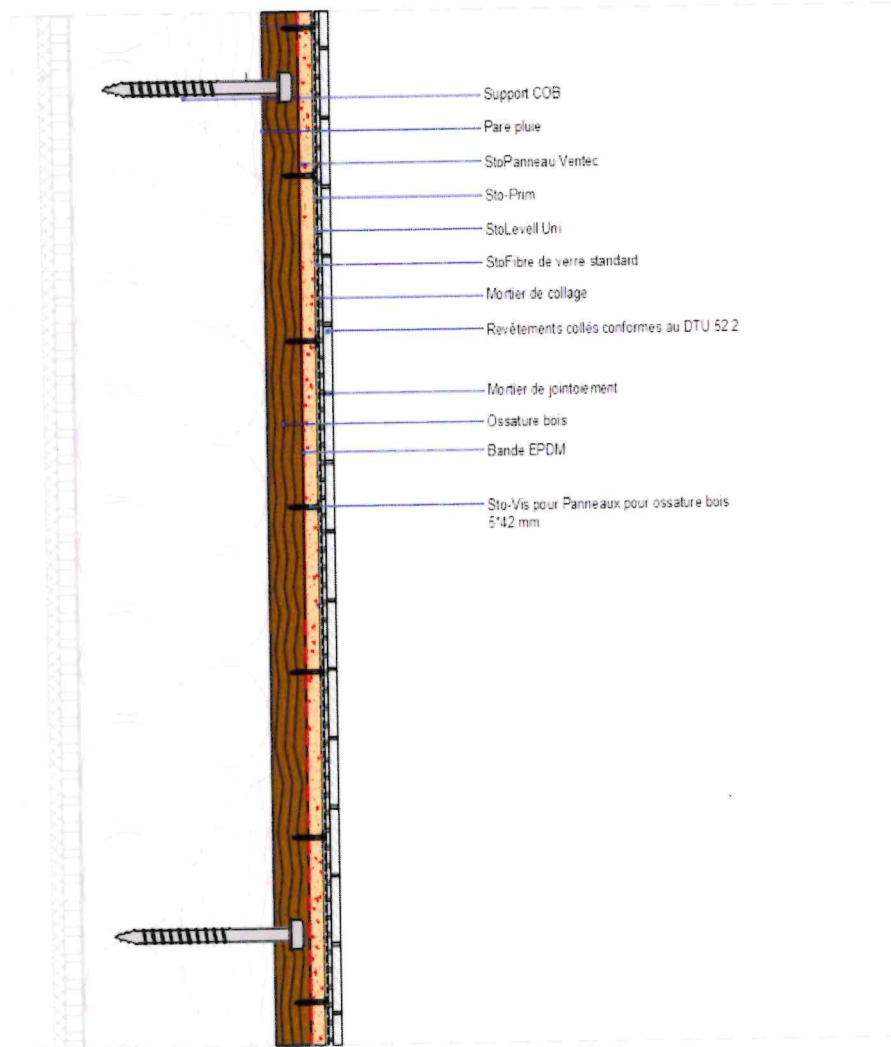 Support COB
Pare pluie
StoPanneau Ventec
Sto-Prim
StoLevell Uni
StoFibre de verre standard
Mortier de collage
Revêtements collés conformes au DTU 52.2
Mortier de jointoiement
Ossature bois
Bande EPDM
Sto-Vis pour Panneaux pour ossature bois
5*42 mm